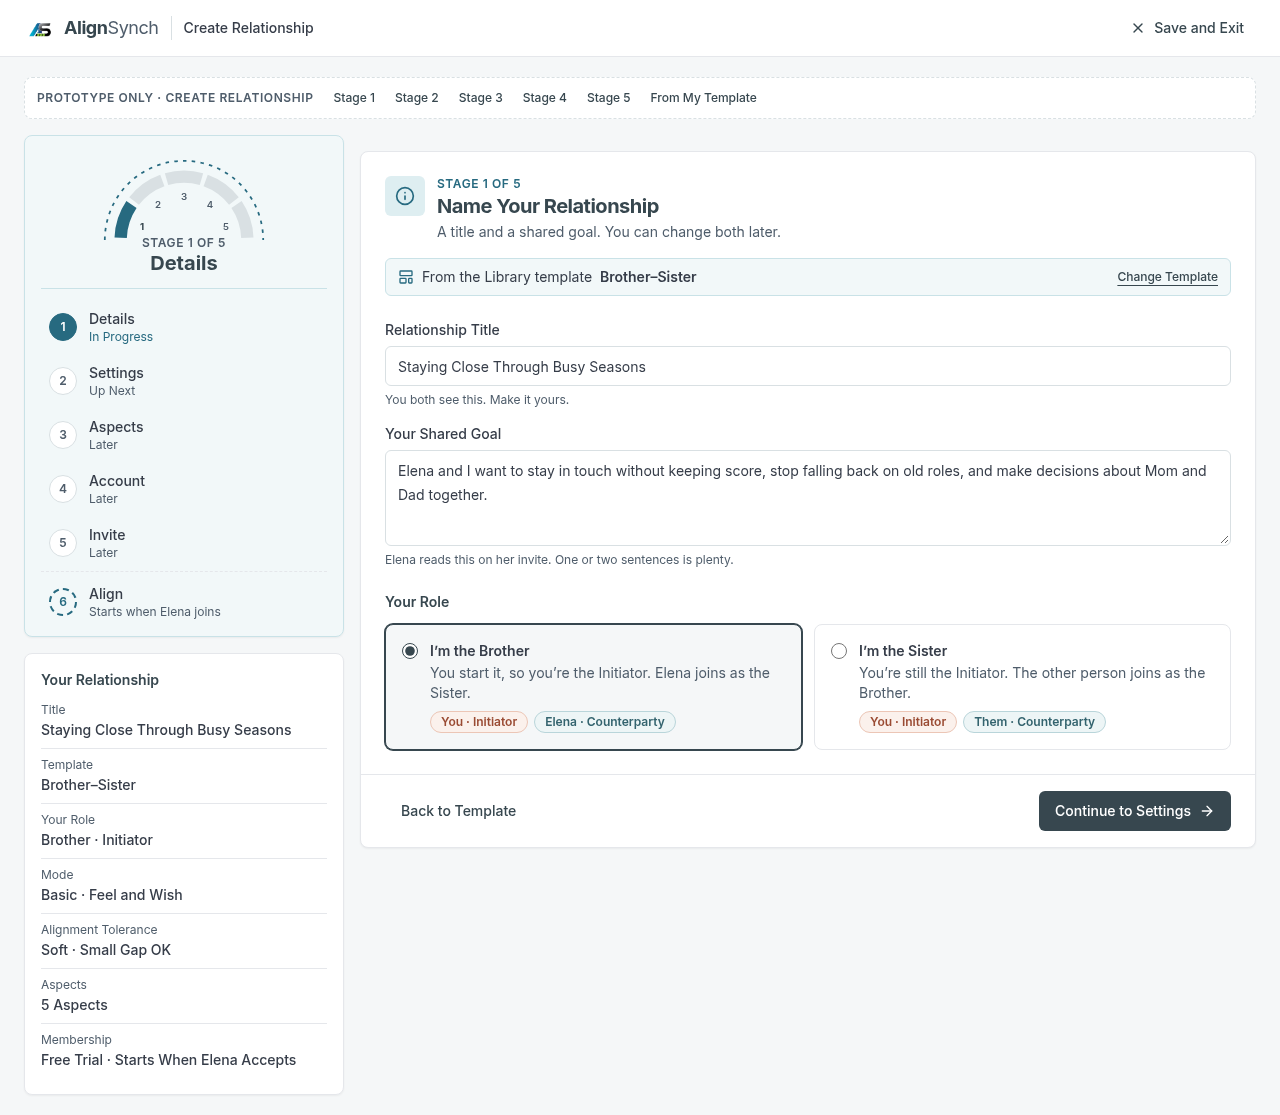 AlignSynch
Create Relationship
Save and Exit
PROTOTYPE ONLY · CREATE RELATIONSHIP
Stage 1
Stage 2
Stage 3
Stage 4
Stage 5
From My Template
1
2
3
4
5
STAGE 1 OF 5
Details
1
Details
In Progress
2
Settings
Up Next
3
Aspects
Later
4
Account
Later
5
Invite
Later
6
Align
Starts when Elena joins
Your Relationship
Title
Staying Close Through Busy Seasons
Template
Brother–Sister
Your Role
Brother · Initiator
Mode
Basic · Feel and Wish
Alignment Tolerance
Soft · Small Gap OK
Aspects
5 Aspects
Membership
Free Trial · Starts When Elena Accepts
STAGE 1 OF 5
Name Your Relationship
A title and a shared goal. You can change both later.
From the Library template Brother–Sister
Change Template
Relationship Title
Staying Close Through Busy Seasons
You both see this. Make it yours.
Your Shared Goal
Elena and I want to stay in touch without keeping score, stop falling back on old roles, and make decisions about Mom and
Dad together.
Elena reads this on her invite. One or two sentences is plenty.
Your Role
I’m the Brother
You start it, so you’re the Initiator. Elena joins as the
Sister.
You · Initiator
Elena · Counterparty
I’m the Sister
You’re still the Initiator. The other person joins as the
Brother.
You · Initiator
Them · Counterparty
Back to Template
Continue to Settings